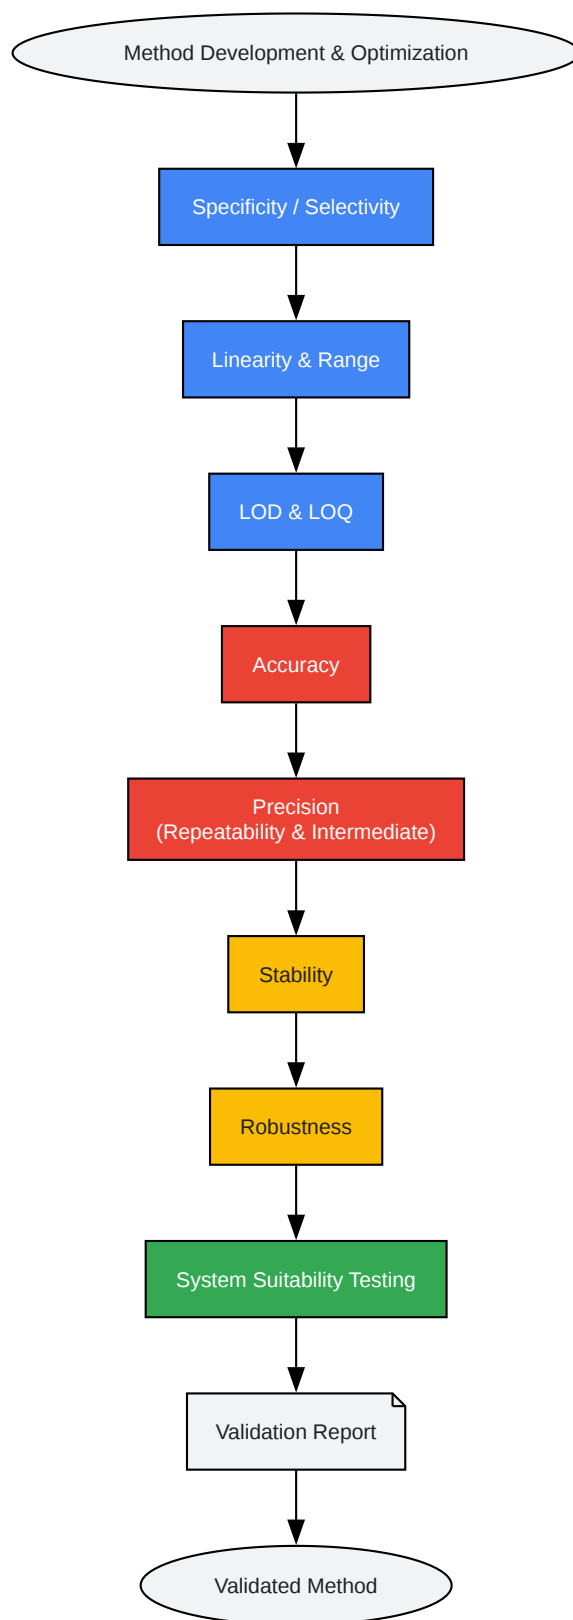 Method Development & Optimization
Specificity / Selectivity
Linearity & Range
LOD & LOQ
Accuracy
Precision
(Repeatability & Intermediate)
Stability
Robustness
System Suitability Testing
Validation Report
Validated Method